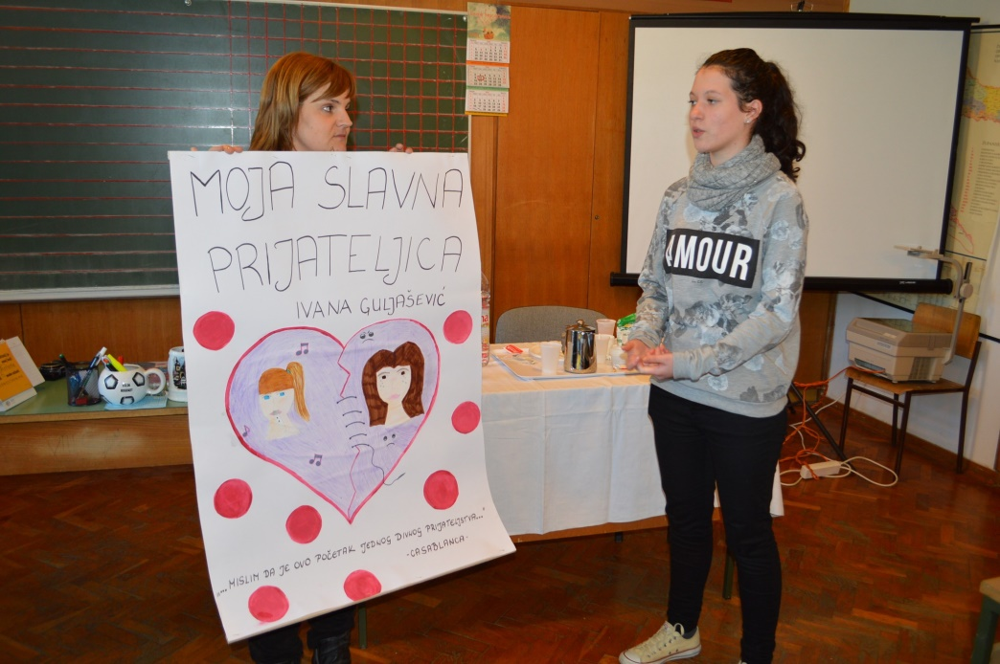 MOJA SLAVNA
PRIJATELJICA
IVANA GULJAŠEVIĆ
"...MISLIM DA JE OVO POČETAK JEDNOG DIVNOG PRIJATELJSTVA..."
-CASABLANCA-
AMOUR